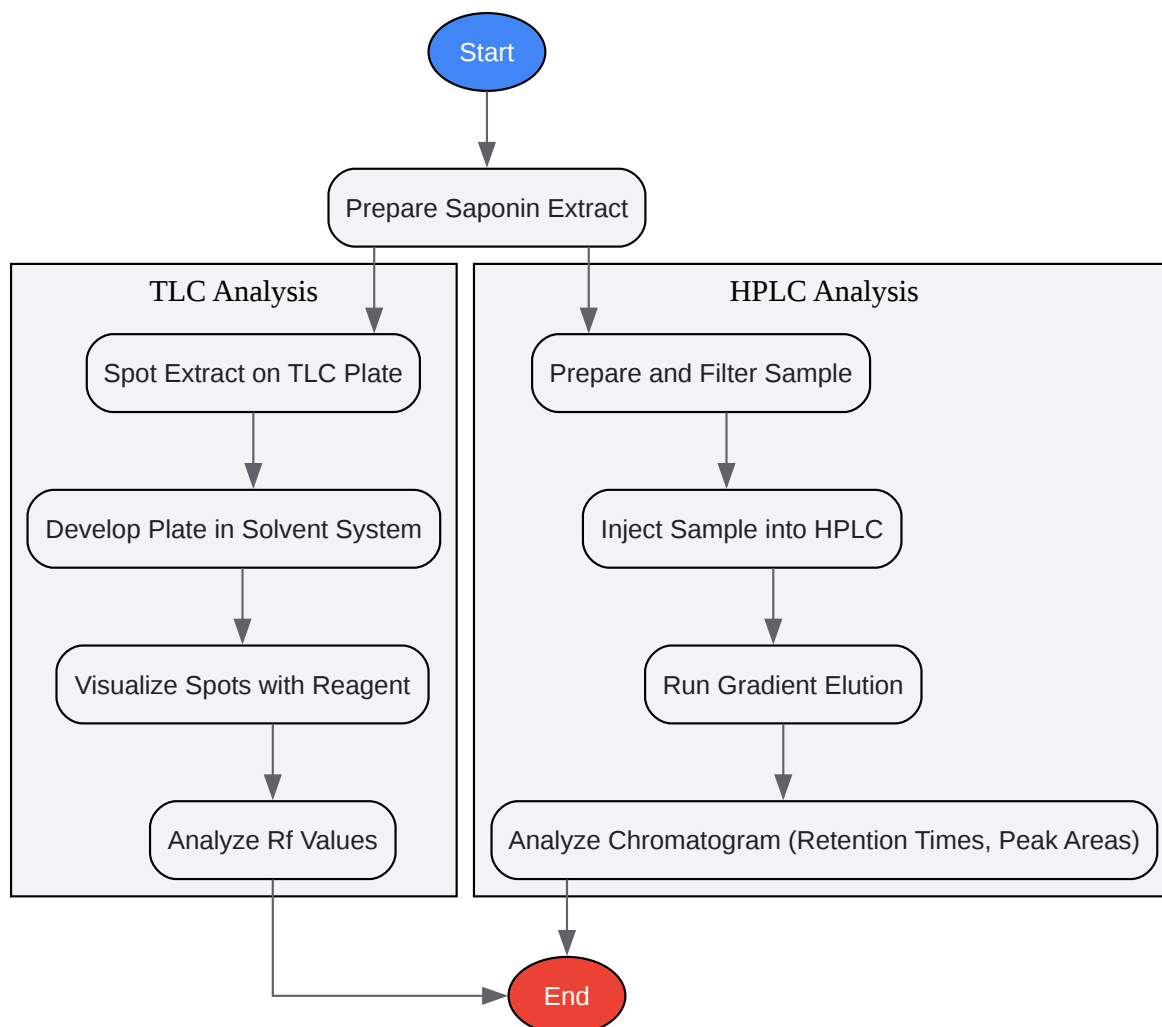 Start
Prepare Saponin Extract
TLC Analysis
Spot Extract on TLC Plate
Develop Plate in Solvent System
Visualize Spots with Reagent
Analyze Rf Values
HPLC Analysis
Prepare and Filter Sample
Inject Sample into HPLC
Run Gradient Elution
Analyze Chromatogram (Retention Times, Peak Areas)
End